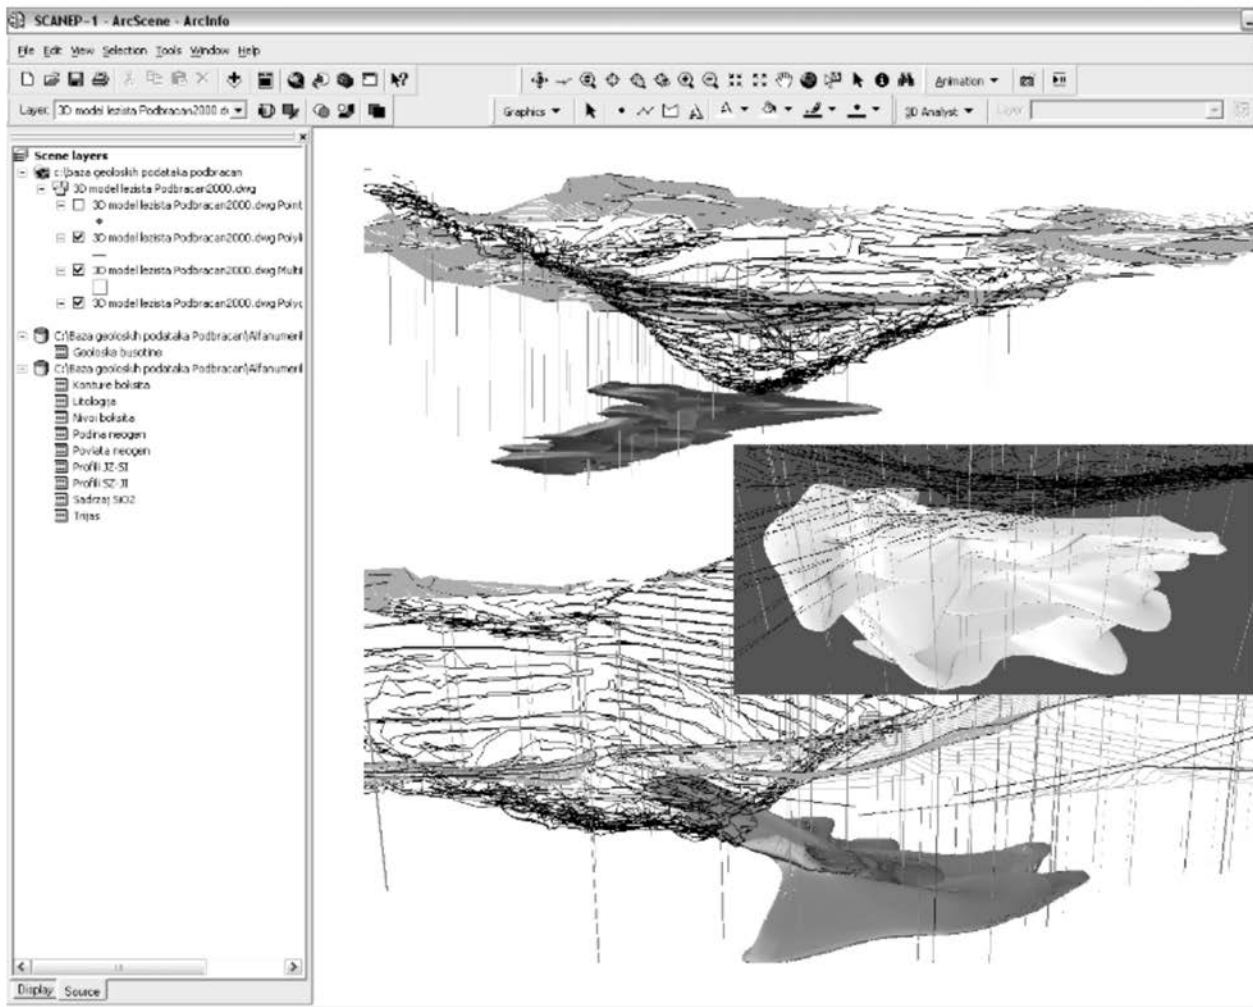 SCANEP-1 - ArcScene - ArcInfo
File Edit View Selection Tools Window Help
Animation
Layer: 3D model lezista Podbracan2000.d
Graphics
3D Analyst
Layer:
Scene layers
c:\baza geoloskih podataka podbracan
3D model lezista Podbracan2000.dwg
3D model lezista Podbracan2000.dwg Point
3D model lezista Podbracan2000.dwg Polyli
3D model lezista Podbracan2000.dwg Multi
3D model lezista Podbracan2000.dwg Polyg
C:\Baza geoloskih podataka Podbracan\Alfanumeri
Geoloske busotine
C:\Baza geoloskih podataka Podbracan\Alfanumeri
Konture boksita
Litologija
Nivoi boksita
Podina neogen
Povlata neogen
Profili JZ-SI
Profili SZ-JI
Sadrzaj SiO2
Trijas
Display
Source